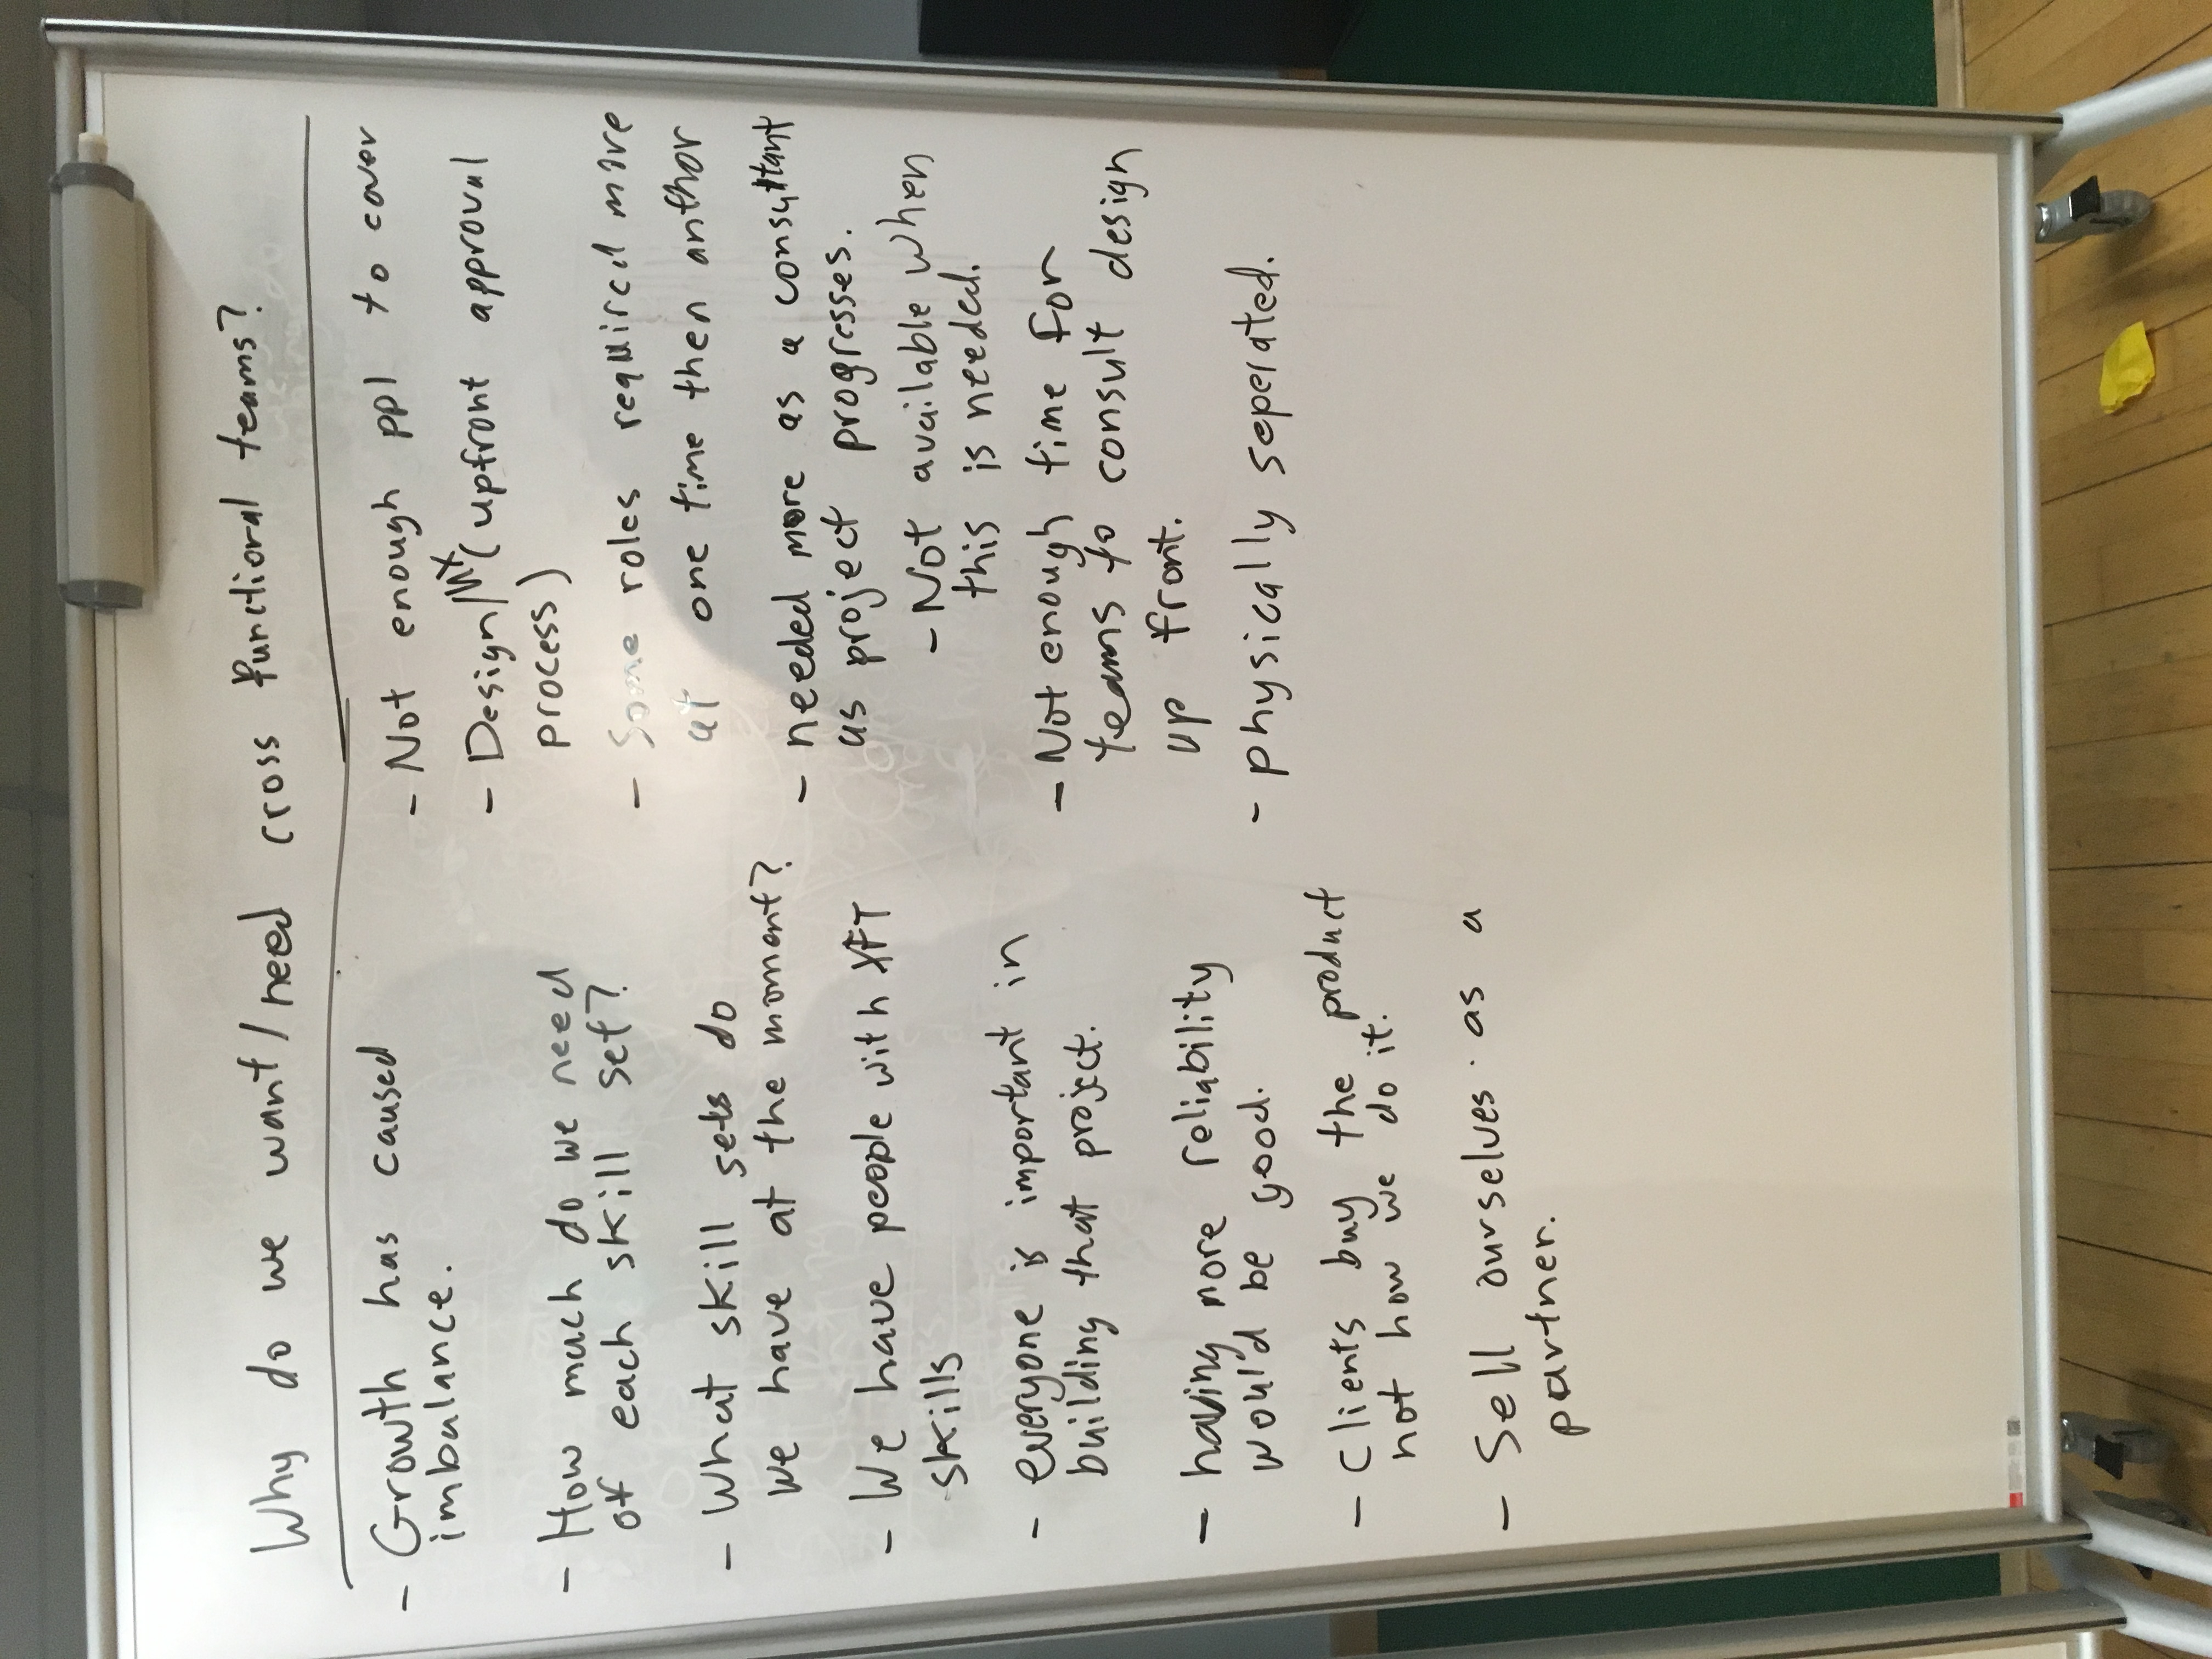 Why do we want/need cross functional teams?
- Growth has caused
imbalance.
- How much do we need
of each skill set?
- What skill sets do
we have at the moment?
- We have people with XFT
skills
- everyone is important in
building that project.
- having more reliability
would be good.
- Clients buy the product
not how we do it.
- Sell ourselves as a
partner.
- Not enough ppl to cover
- Design/UX (upfront approval
process)
- Some roles required more
at one time then anthor
- needed more as a consultant
as project progresses.
- Not available when
this is needed.
- Not enough time for
teams to consult design
up front.
- physically seperated.